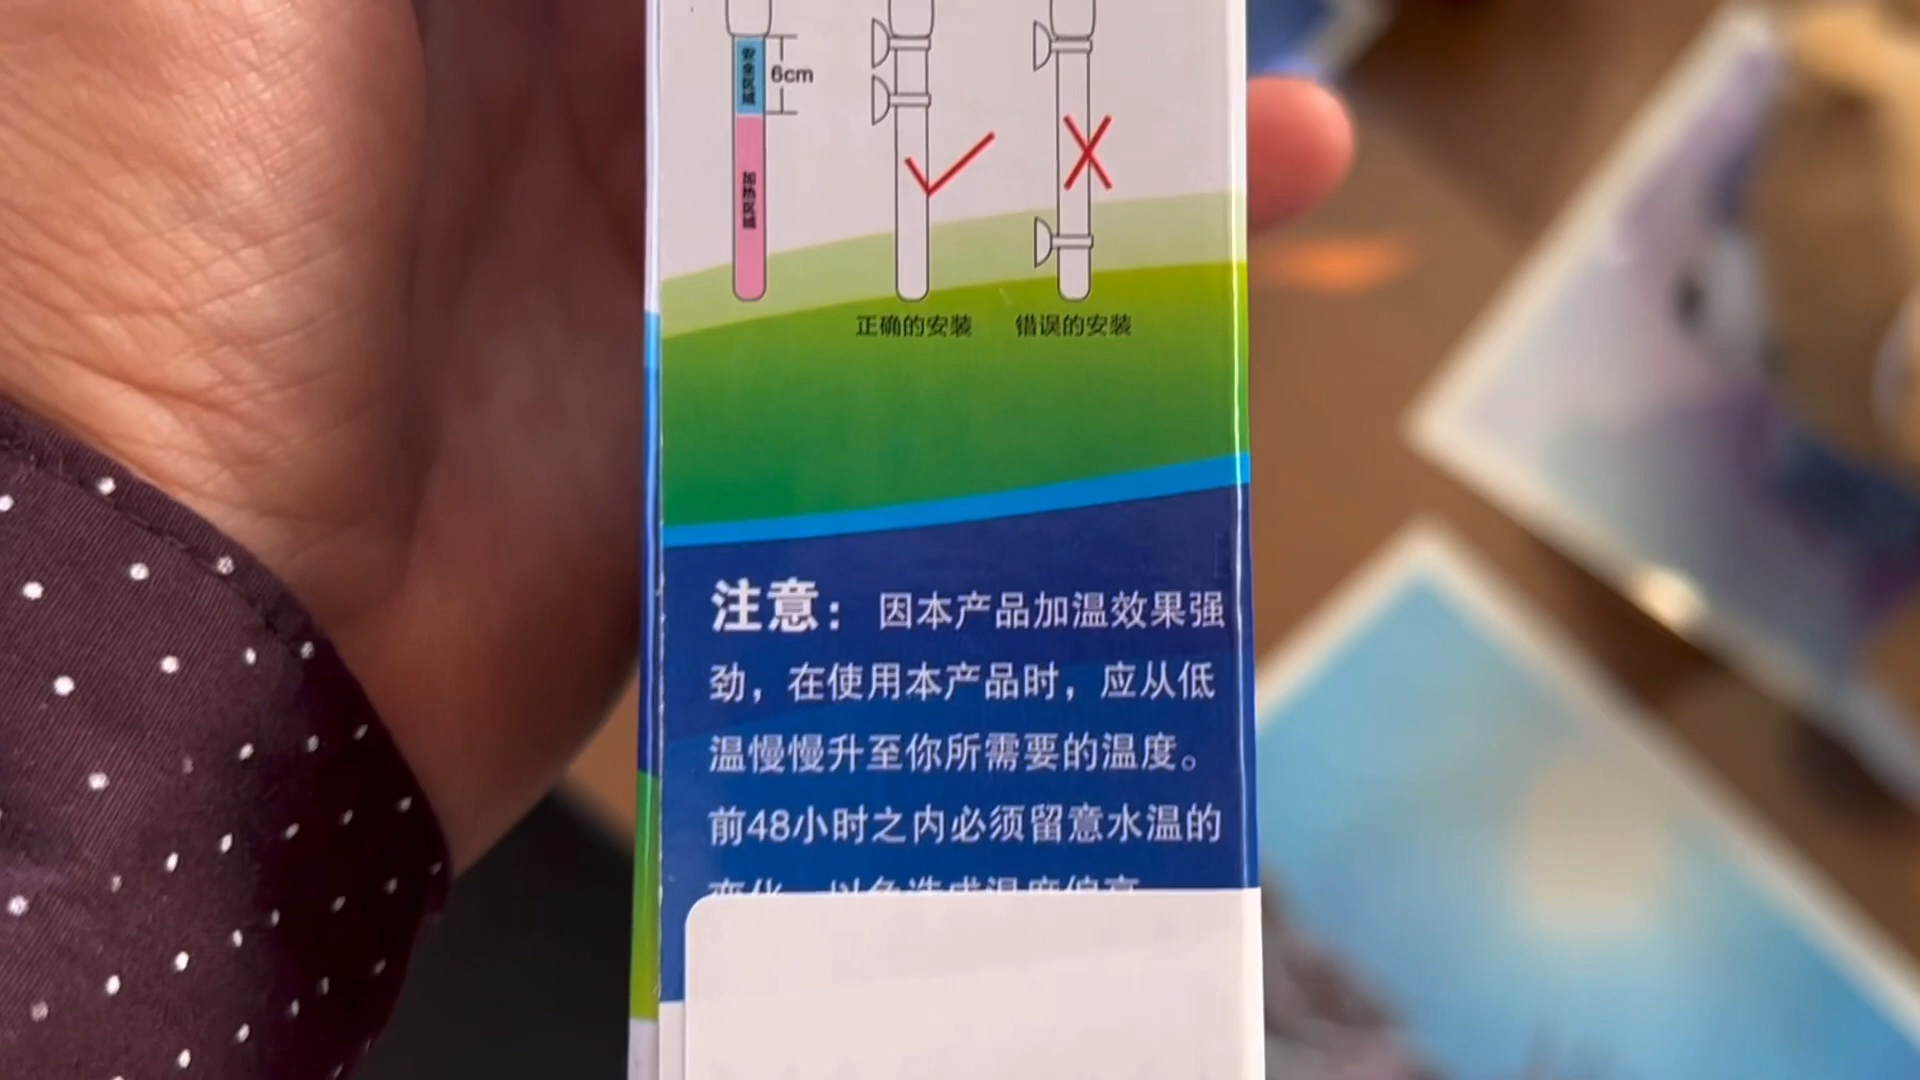 安全区域
6cm
加热区域
正确的安装
错误的安装
注意：因本产品加温效果强
劲，在使用本产品时，应从低
温慢慢升至你所需要的温度。
前48小时之内必须留意水温的